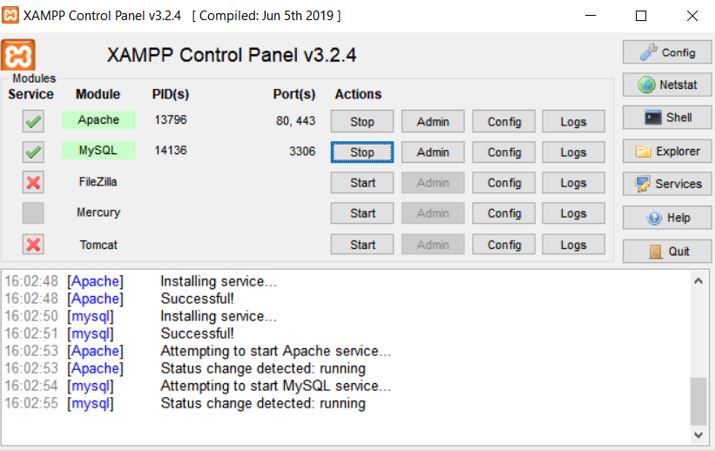 XAMPP Control Panel v3.2.4 [ Compiled: Jun 5th 2019 ]
XAMPP Control Panel v3.2.4
Config
Modules
Service Module PID(s) Port(s) Actions
Netstat
Apache 13796 80, 443 Stop Admin Config Logs
Shell
MySQL 14136 3306 Stop Admin Config Logs
Explorer
FileZilla Start Admin Config Logs
Services
Mercury Start Admin Config Logs
Help
Tomcat Start Admin Config Logs
Quit
16:02:48 [Apache] Installing service...
16:02:48 [Apache] Successful!
16:02:50 [mysql] Installing service...
16:02:51 [mysql] Successful!
16:02:53 [Apache] Attempting to start Apache service...
16:02:53 [Apache] Status change detected: running
16:02:54 [mysql] Attempting to start MySQL service...
16:02:55 [mysql] Status change detected: running